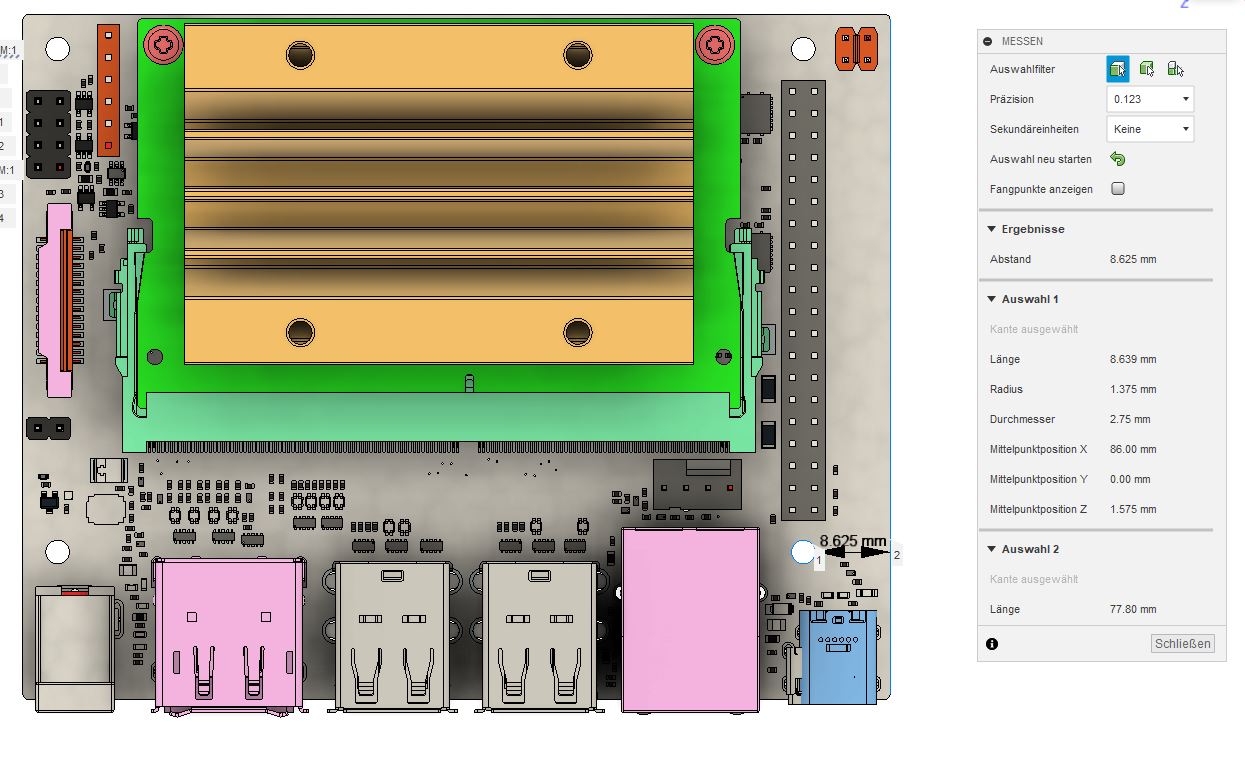 Z
M:1
1
2
M:1
3
4
8.625 mm
1
2
MESSEN
Auswahlfilter
Präzision 0.123
Sekundäreinheiten Keine
Auswahl neu starten
Fangpunkte anzeigen
Ergebnisse
Abstand 8.625 mm
Auswahl 1
Kante ausgewählt
Länge 8.639 mm
Radius 1.375 mm
Durchmesser 2.75 mm
Mittelpunktposition X 86.00 mm
Mittelpunktposition Y 0.00 mm
Mittelpunktposition Z 1.575 mm
Auswahl 2
Kante ausgewählt
Länge 77.80 mm
Schließen